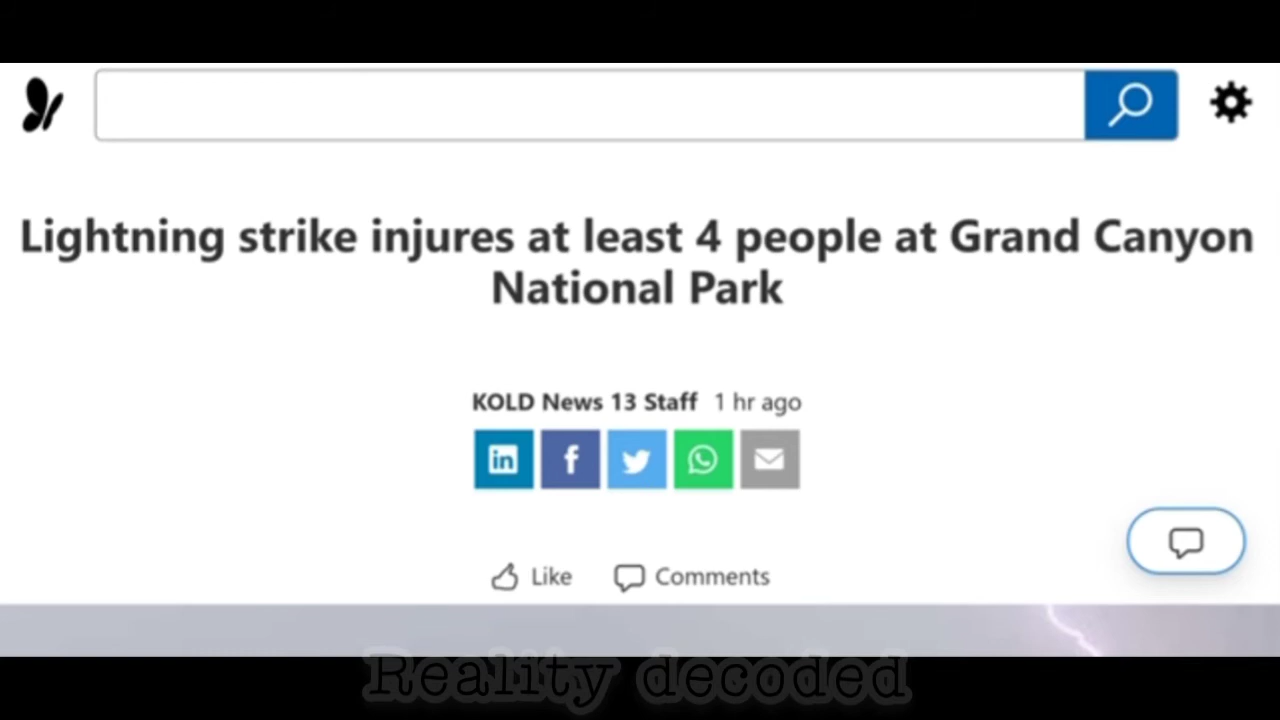 Lightning strike injures at least 4 people at Grand Canyon
National Park
KOLD News 13 Staff 1 hr ago
in f
Like Comments
Reality decoded